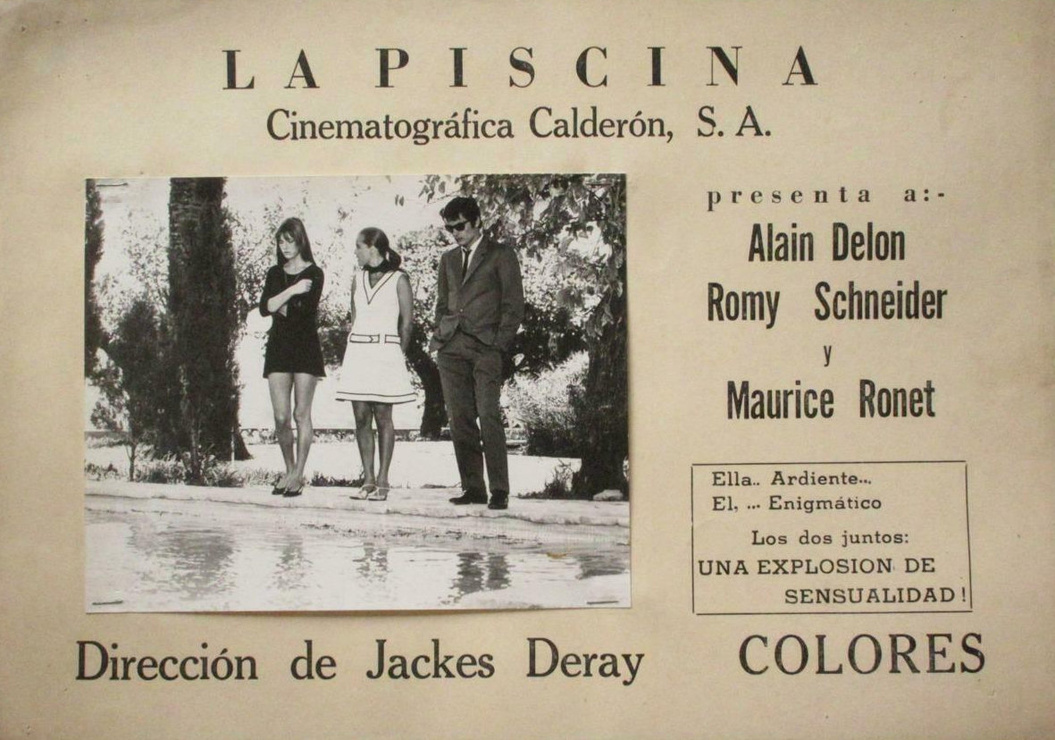 LA PISCINA
Cinematográfica Calderón, S. A.
presenta a:-
Alain Delon
Romy Schneider
y
Maurice Ronet
Ella.. Ardiente...
El, ... Enigmático
Los dos juntos:
UNA EXPLOSION DE
SENSUALIDAD!
Dirección de Jackes Deray
COLORES